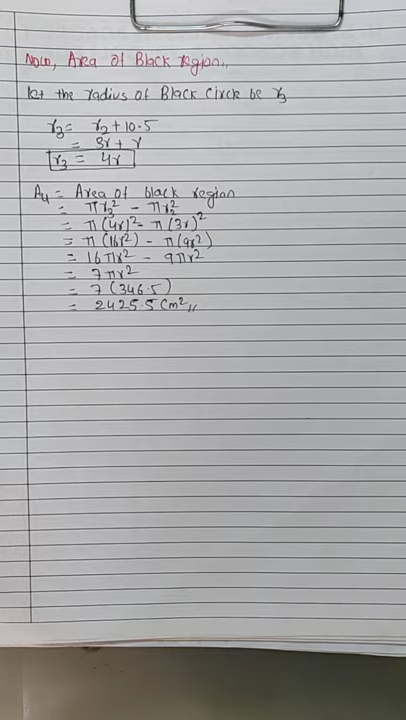 Now, Area of Black region,,
let the radius of Black Circle be r3
r3 = r2 + 10.5
= 3r + r
r3 = 4r
A4 = Area of black region
= πr3² - πr2²
= π(4r)² - π(3r)²
= π(16r²) - π(9r²)
= 16πr² - 9πr²
= 7πr²
= 7(346.5)
= 2425.5 Cm²,,